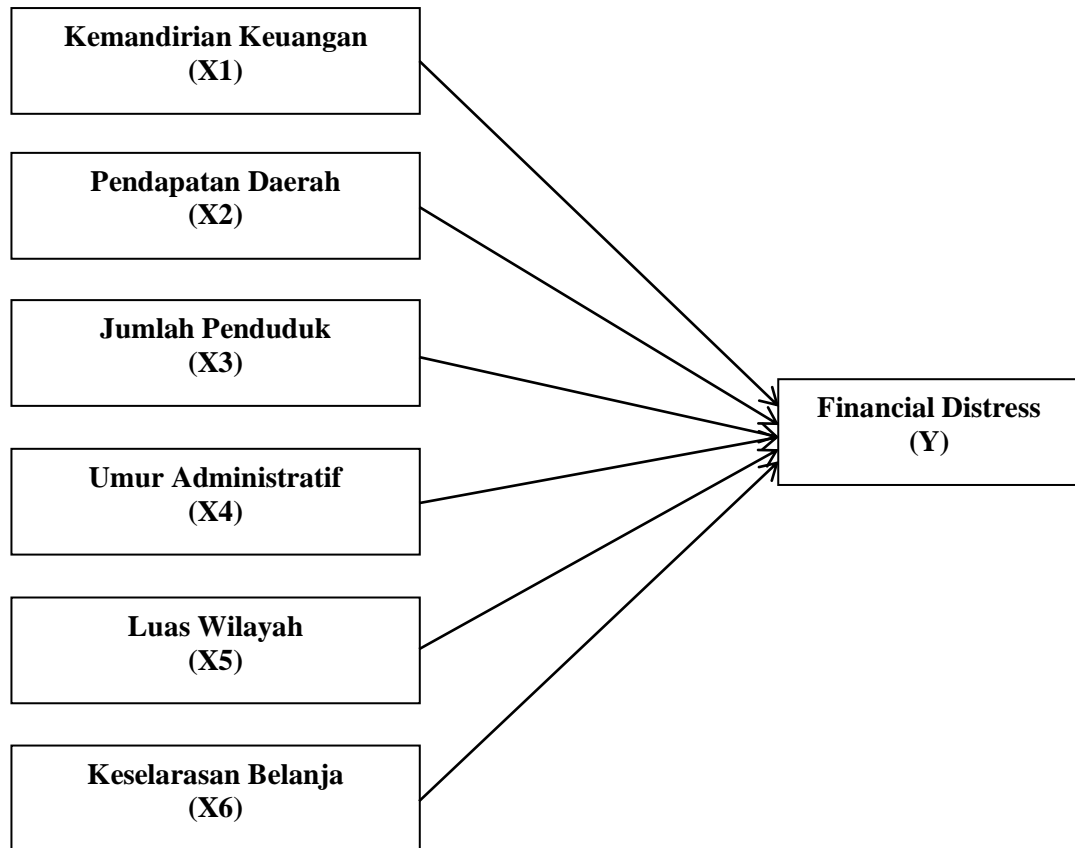 Kemandirian Keuangan
(X1)
Pendapatan Daerah
(X2)
Jumlah Penduduk
(X3)
Umur Administratif
(X4)
Luas Wilayah
(X5)
Keselarasan Belanja
(X6)
Financial Distress
(Y)